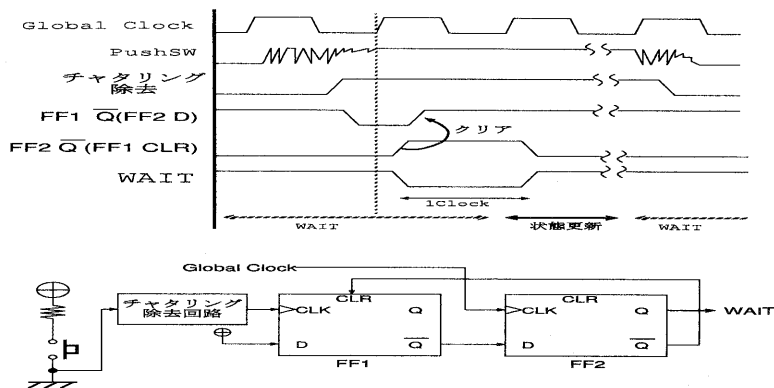 Global Clock
PushSW
チャタリング
除去
FF1 Q(FF2 D)
クリア
FF2 Q(FF1 CLR)
WAIT
1Clock
WAIT
状態更新
WAIT
Global Clock
チャタリング
除去回路
CLR
CLK
Q
D
Q
FF1
CLR
CLK
Q
D
Q
FF2
WAIT